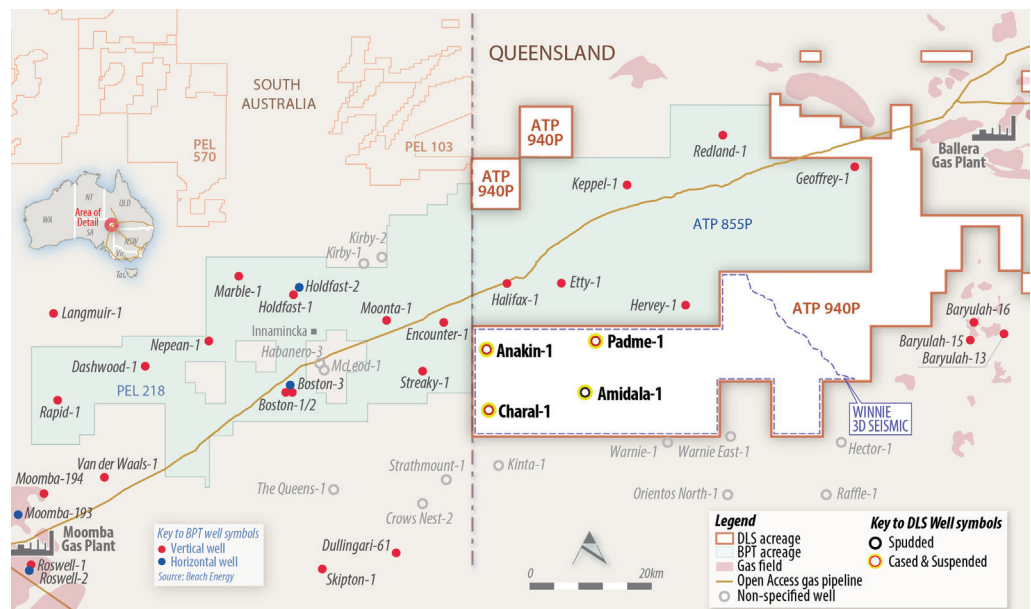 QUEENSLAND
SOUTH
AUSTRALIA
PEL
570
PEL 103
ATP
940P
ATP
940P
Redland-1
Keppel-1
Geoffrey-1
Ballera
Gas Plant
ATP 855P
NT
QLD
WA
SA
NSW
Vic
Tas.
Area of
Detail
Kirby-2
Kirby-1
Marble-1
Holdfast-2
Holdfast-1
Langmuir-1
Moonta-1
Halifax-1
Etty-1
Hervey-1
ATP 940P
Innamincka
Encounter-1
Nepean-1
Habanero-3
McLeod-1
Dashwood-1
Boston-3
Boston-1/2
Streaky-1
PEL 218
Rapid-1
Anakin-1
Padme-1
Amidala-1
Charal-1
Baryulah-16
Baryulah-15
Baryulah-13
WINNIE
3D SEISMIC
Van der Waals-1
Moomba-194
Moomba-193
Moomba
Gas Plant
Roswell-1
Roswell-2
Strathmount-1
Kinta-1
Warnie-1
Warnie East-1
Hector-1
The Queens-1
Crows Nest-2
Orientos North-1
Raffle-1
Dullingari-61
Skipton-1
Key to BPT well symbols
Vertical well
Horizontal well
Source: Beach Energy
N
0
20km
Legend
DLS acreage
BPT acreage
Gas field
Open Access gas pipeline
Non-specified well
Key to DLS Well symbols
Spudded
Cased & Suspended